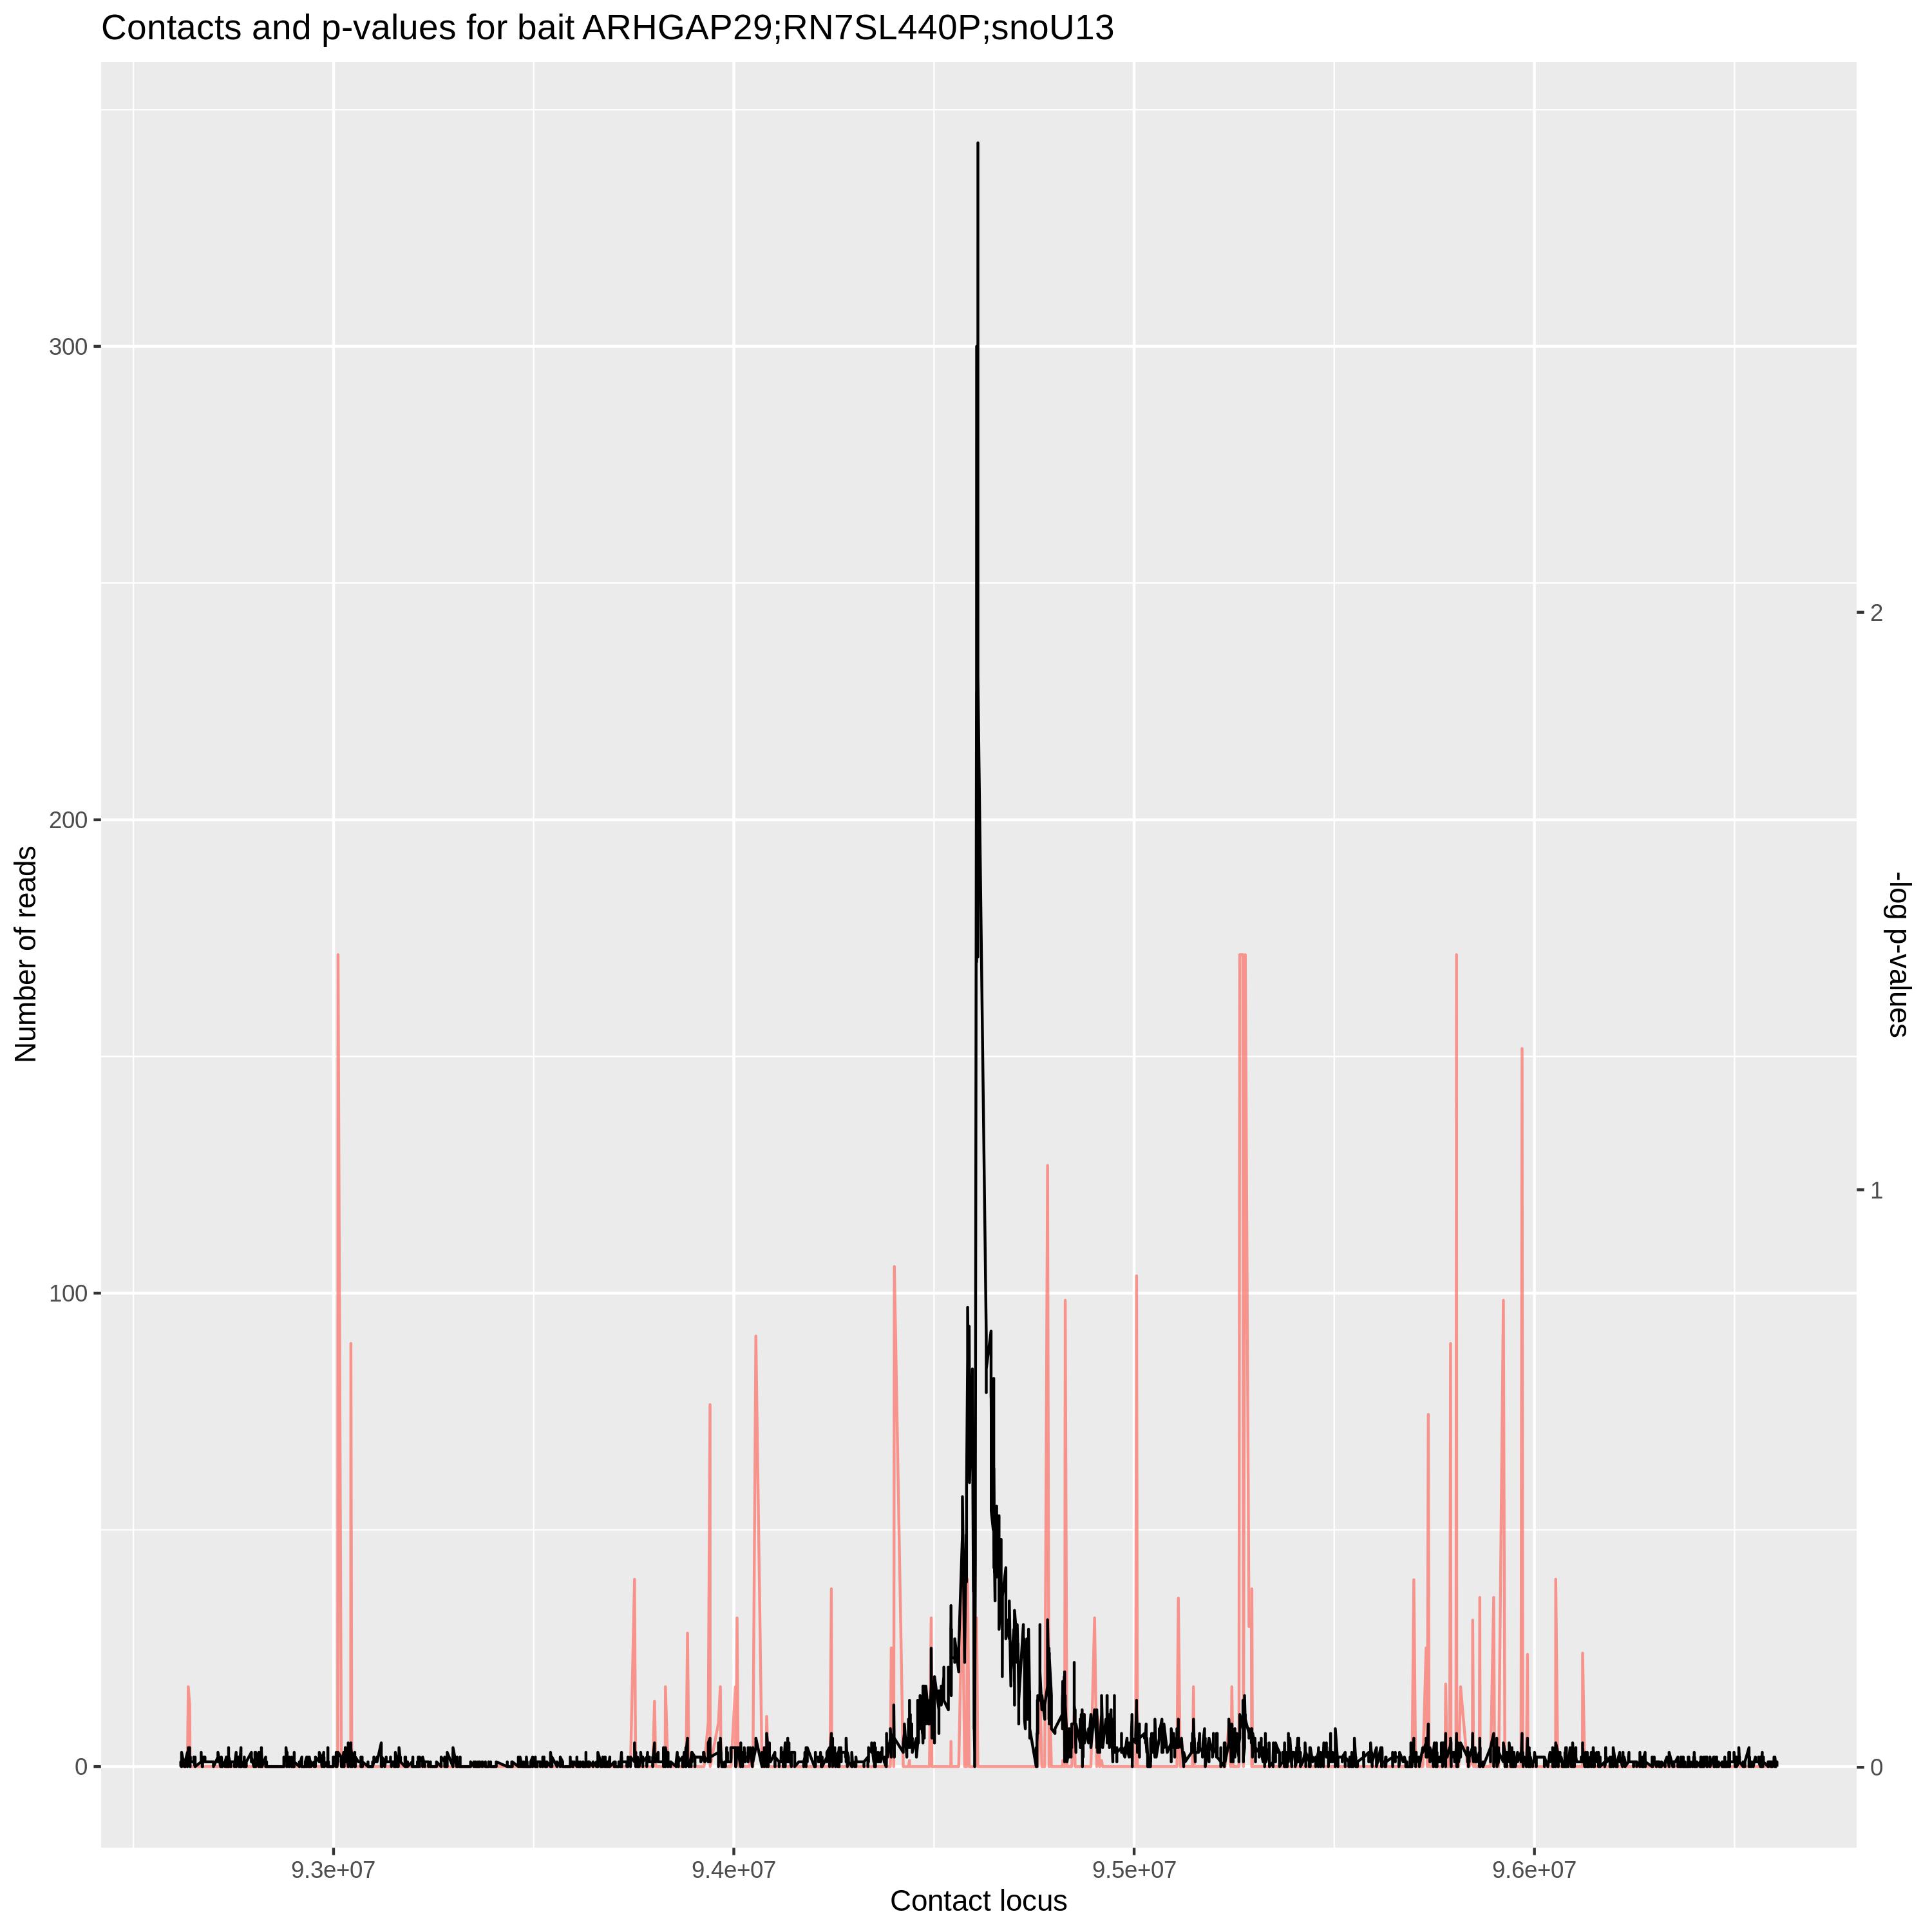 Contacts and p-values for bait ARHGAP29;RN7SL440P;snoU13
300
200
100
0
Number of reads
2
1
0
-log p-values
9.3e+07
9.4e+07
9.5e+07
9.6e+07
Contact locus